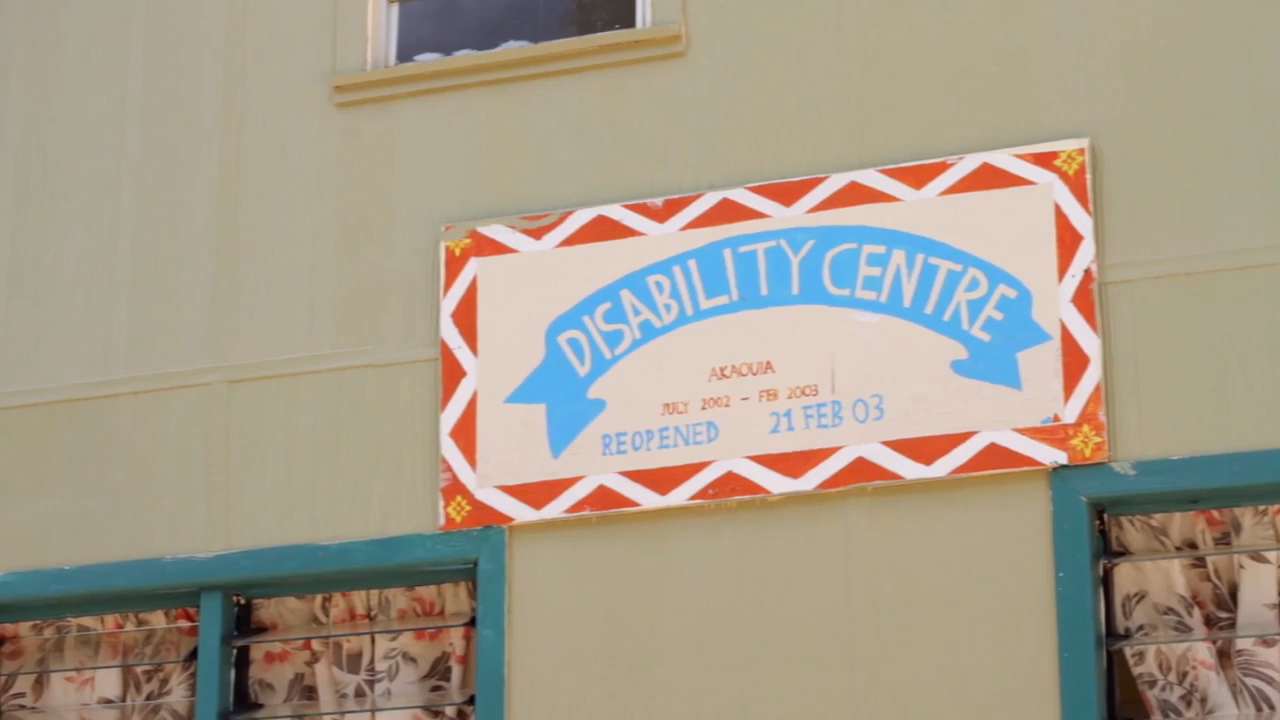 DISABILITY CENTRE
AKAOUIA
JULY 2002 - FEB 2003
REOPENED 21 FEB 03